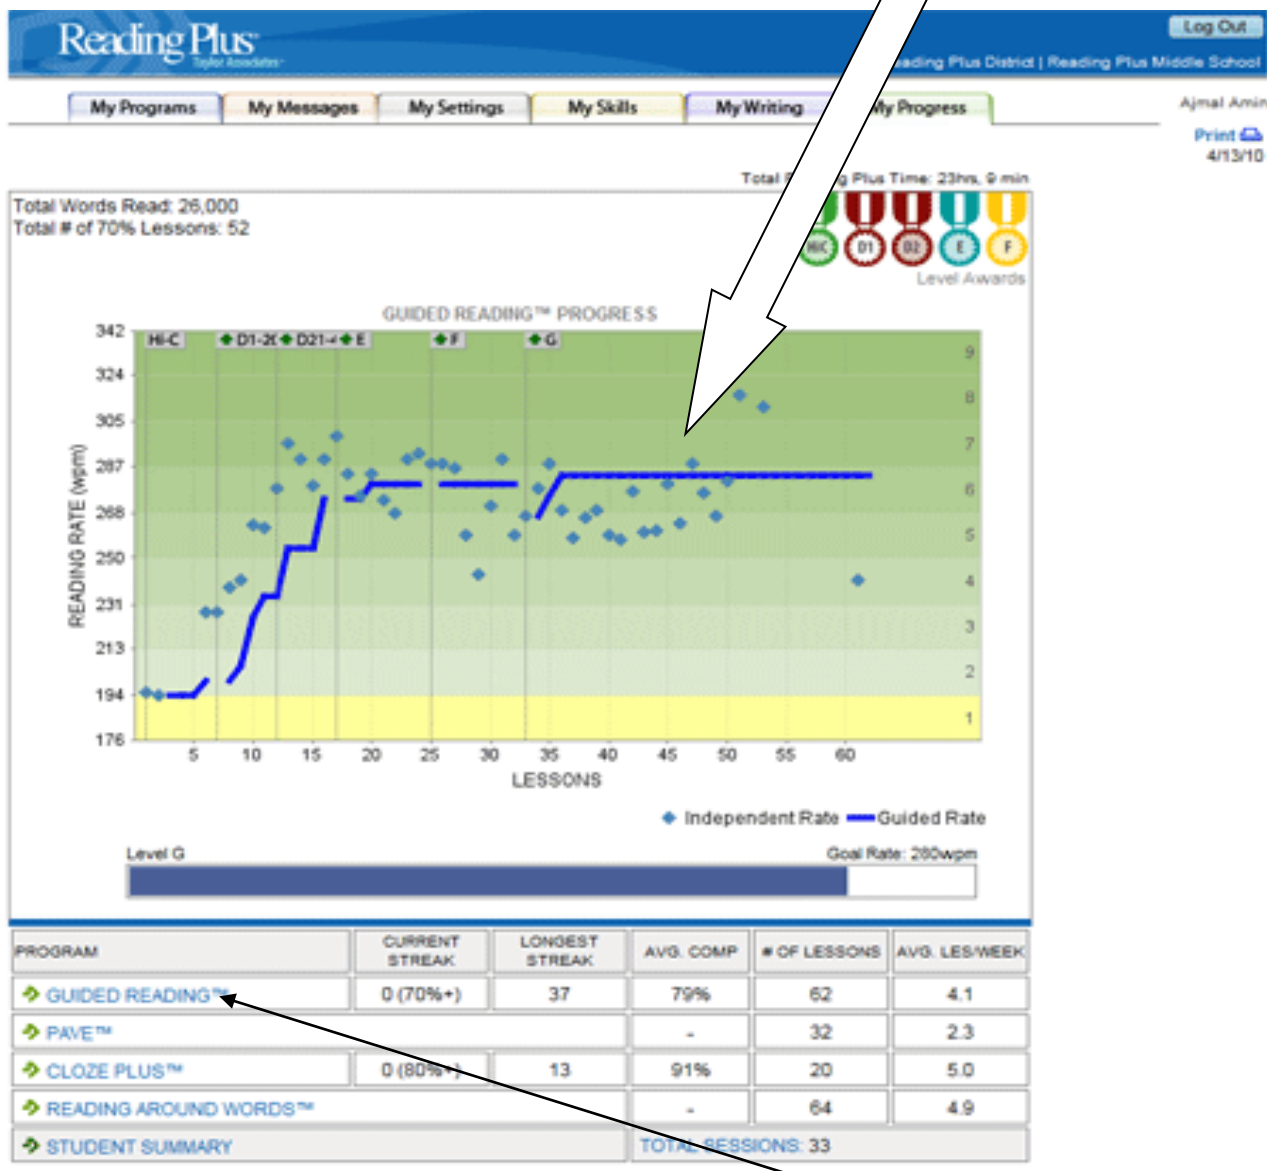 Reading Plus™
Taylor Associates
Log Out
ading Plus District | Reading Plus Middle School
My Programs My Messages My Settings My Skills My Writing My Progress
Ajmal Amin
Print
4/13/10
Total g Plus Time: 23hrs, 9 min
Total Words Read: 26,000
Total # of 70% Lessons: 52
HiC D1 D2 E F
Level Awards
GUIDED READING™ PROGRESS
Hi-C D1-20 D21- E F G
342
324
305
287
268
250
231
213
194
176
READING RATE (wpm)
9
8
7
6
5
4
3
2
1
5 10 15 20 25 30 35 40 45 50 55 60
LESSONS
Independent Rate Guided Rate
Level G Goal Rate: 280wpm
PROGRAM CURRENT STREAK LONGEST STREAK AVG. COMP # OF LESSONS AVG. LES/WEEK
GUIDED READING™ 0 (70%+) 37 79% 62 4.1
PAVE™ - 32 2.3
CLOZE PLUS™ 0 (80%+) 13 91% 20 5.0
READING AROUND WORDS™ - 64 4.9
STUDENT SUMMARY TOTAL SESSIONS: 33